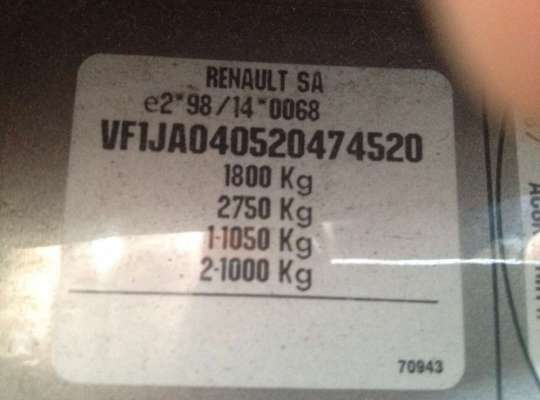 RENAULT SA
e2*98/14*0068
VF1JA040520474520
1800 Kg
2750 Kg
1-1050 Kg
2-1000 Kg
70943